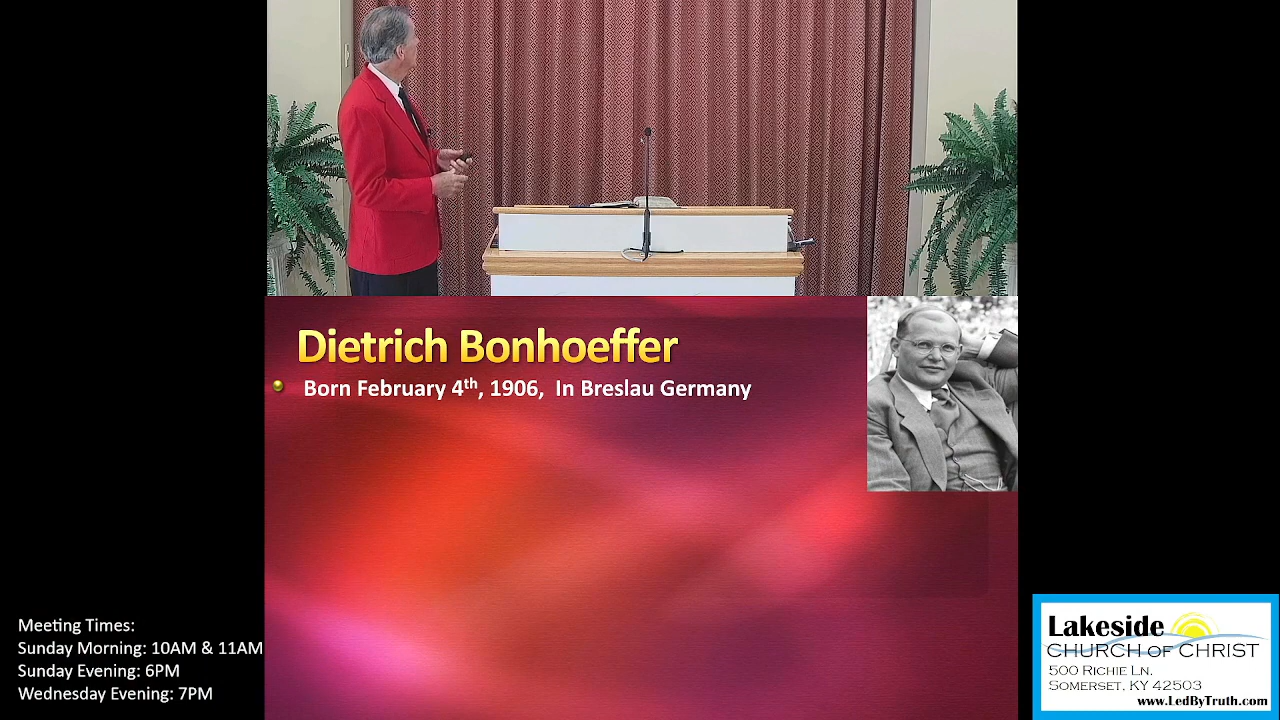 Dietrich Bonhoeffer
Born February 4th, 1906, In Breslau Germany
Meeting Times:
Sunday Morning: 10AM & 11AM
Sunday Evening: 6PM
Wednesday Evening: 7PM
Lakeside
CHURCH OF CHRIST
500 RICHIE LN.
SOMERSET, KY 42503
www.LedByTruth.com